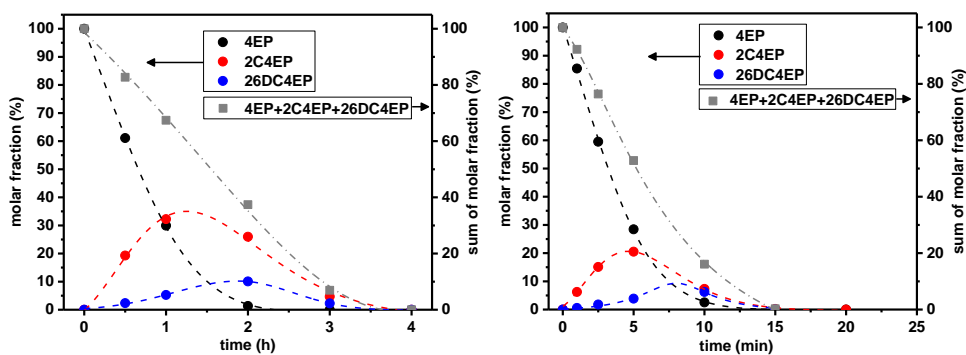 100
90
80
70
60
50
40
30
20
10
0
molar fraction (%)
4EP
2C4EP
26DC4EP
4EP+2C4EP+26DC4EP
100
80
60
40
20
0
sum of molar fraction (%)
0 1 2 3 4
time (h)
100
90
80
70
60
50
40
30
20
10
0
molar fraction (%)
4EP
2C4EP
26DC4EP
4EP+2C4EP+26DC4EP
100
80
60
40
20
0
sum of molar fraction (%)
0 5 10 15 20 25
time (min)